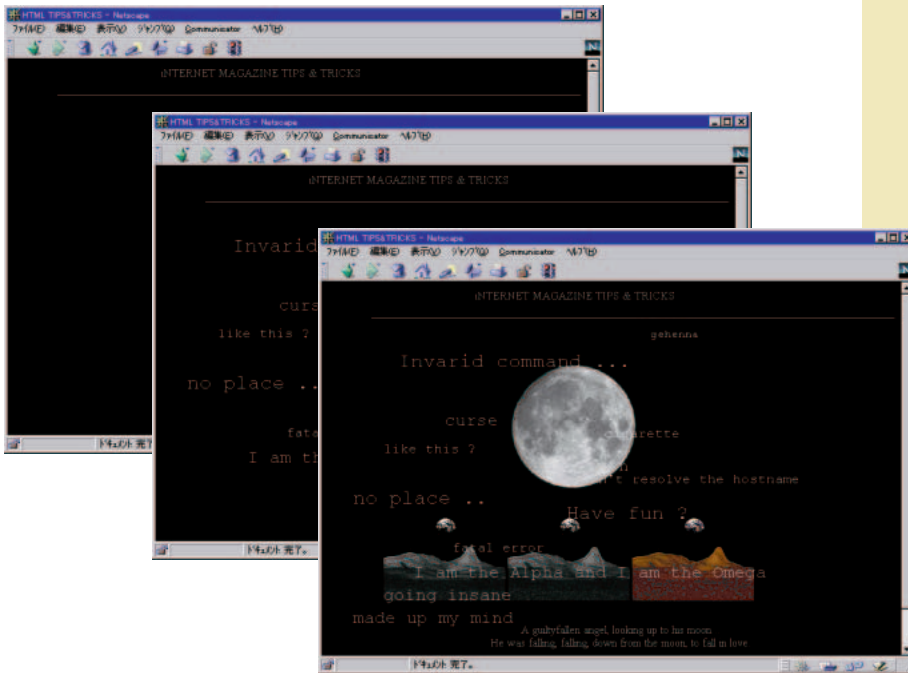 HTML TIPS&TRICKS - Netscape
ファイル(F) 編集(E) 表示(V) ジャンプ(G) Communicator ヘルプ(H)
iNTERNET MAGAZINE TIPS & TRICKS
ドキュメント 完了
HTML TIPS&TRICKS - Netscape
ファイル(F) 編集(E) 表示(V) ジャンプ(G) Communicator ヘルプ(H)
iNTERNET MAGAZINE TIPS & TRICKS
Invarid
curs
like this ?
no place ..
fata
I am th
ドキュメント 完了。
HTML TIPS&TRICKS - Netscape
ファイル(F) 編集(E) 表示(V) ジャンプ(G) Communicator ヘルプ(H)
iNTERNET MAGAZINE TIPS & TRICKS
gehenna
Invarid command ...
curse
like this ?
't resolve the hostname
no place ..
Have fun ?
fatal error
I am the Alpha and I am the Omega
going insane
made up my mind
A guiltyfallen angel, looking up to his moon
He was falling, falling, down from the moon, to fall in love
ドキュメント 完了。